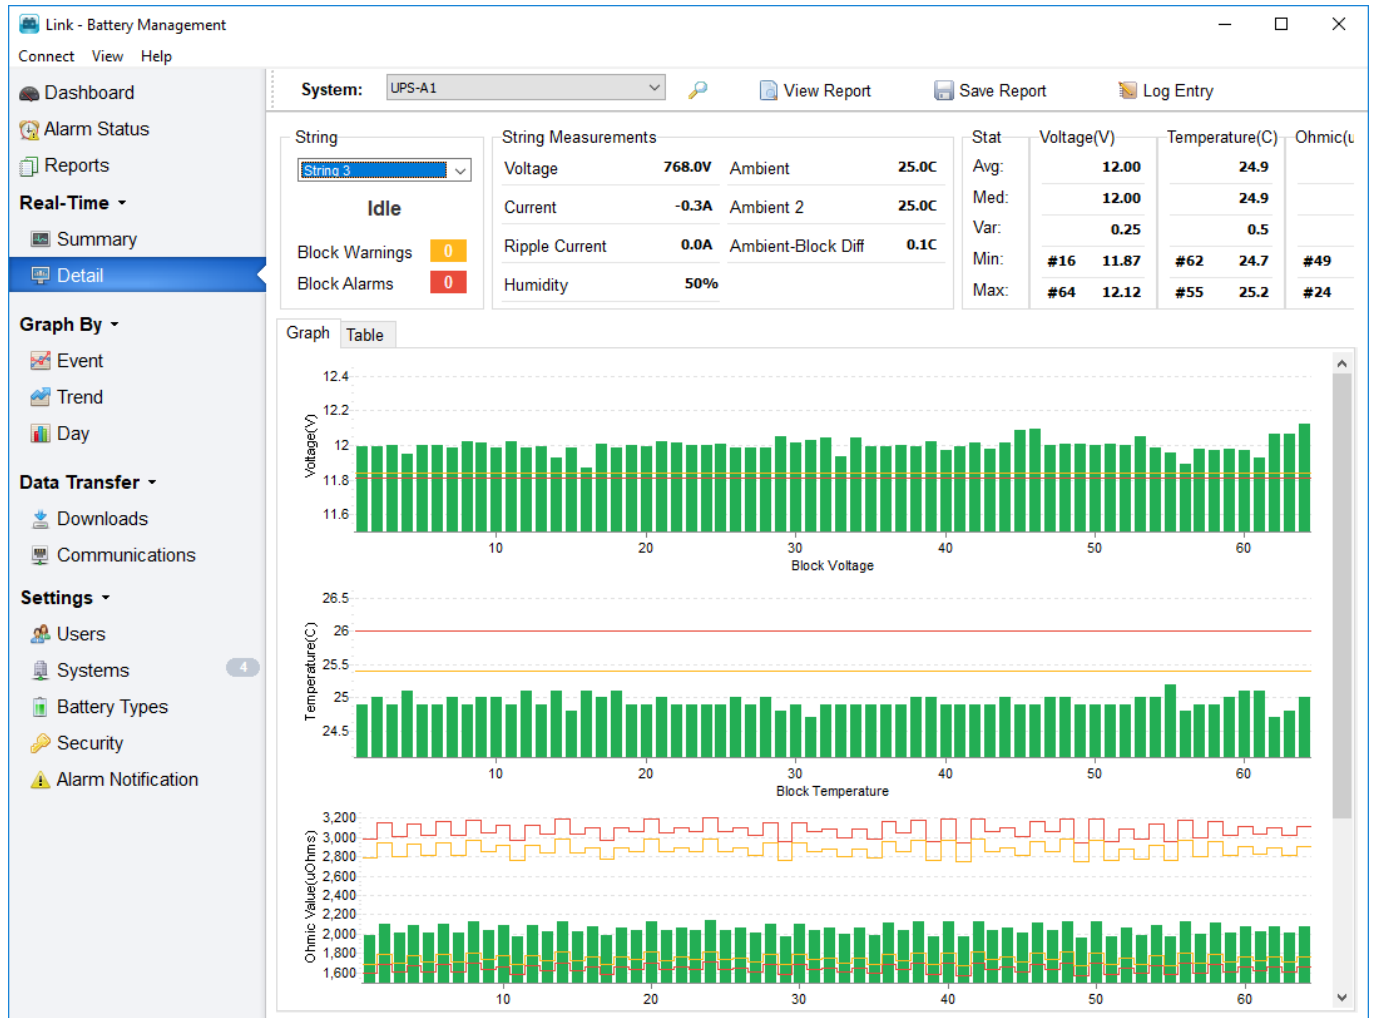 Link - Battery Management
Connect View Help
Dashboard
Alarm Status
Reports
Real-Time
Summary
Detail
Graph By
Event
Trend
Day
Data Transfer
Downloads
Communications
Settings
Users
Systems 4
Battery Types
Security
Alarm Notification
System: UPS-A1 View Report Save Report Log Entry
String
String 3
Idle
Block Warnings 0
Block Alarms 0
String Measurements
Voltage 768.0V Ambient 25.0C
Current -0.3A Ambient 2 25.0C
Ripple Current 0.0A Ambient-Block Diff 0.1C
Humidity 50%
Stat Voltage(V) Temperature(C) Ohmic(u
Avg: 12.00 24.9
Med: 12.00 24.9
Var: 0.25 0.5
Min: #16 11.87 #62 24.7 #49
Max: #64 12.12 #55 25.2 #24
Graph Table
Voltage(V)
12.4
12.2
12
11.8
11.6
10 20 30 40 50 60
Block Voltage
Temperature(C)
26.5
26
25.5
25
24.5
10 20 30 40 50 60
Block Temperature
Ohmic Value(uOhms)
3,200
3,000
2,800
2,600
2,400
2,200
2,000
1,800
1,600
10 20 30 40 50 60